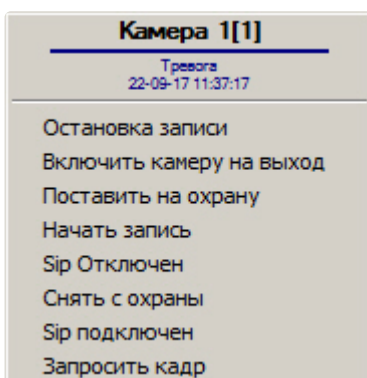 Камера 1[1]
Тревога
22-09-17 11:37:17
Остановка записи
Включить камеру на выход
Поставить на охрану
Начать запись
Sip Отключен
Снять с охраны
Sip подключен
Запросить кадр